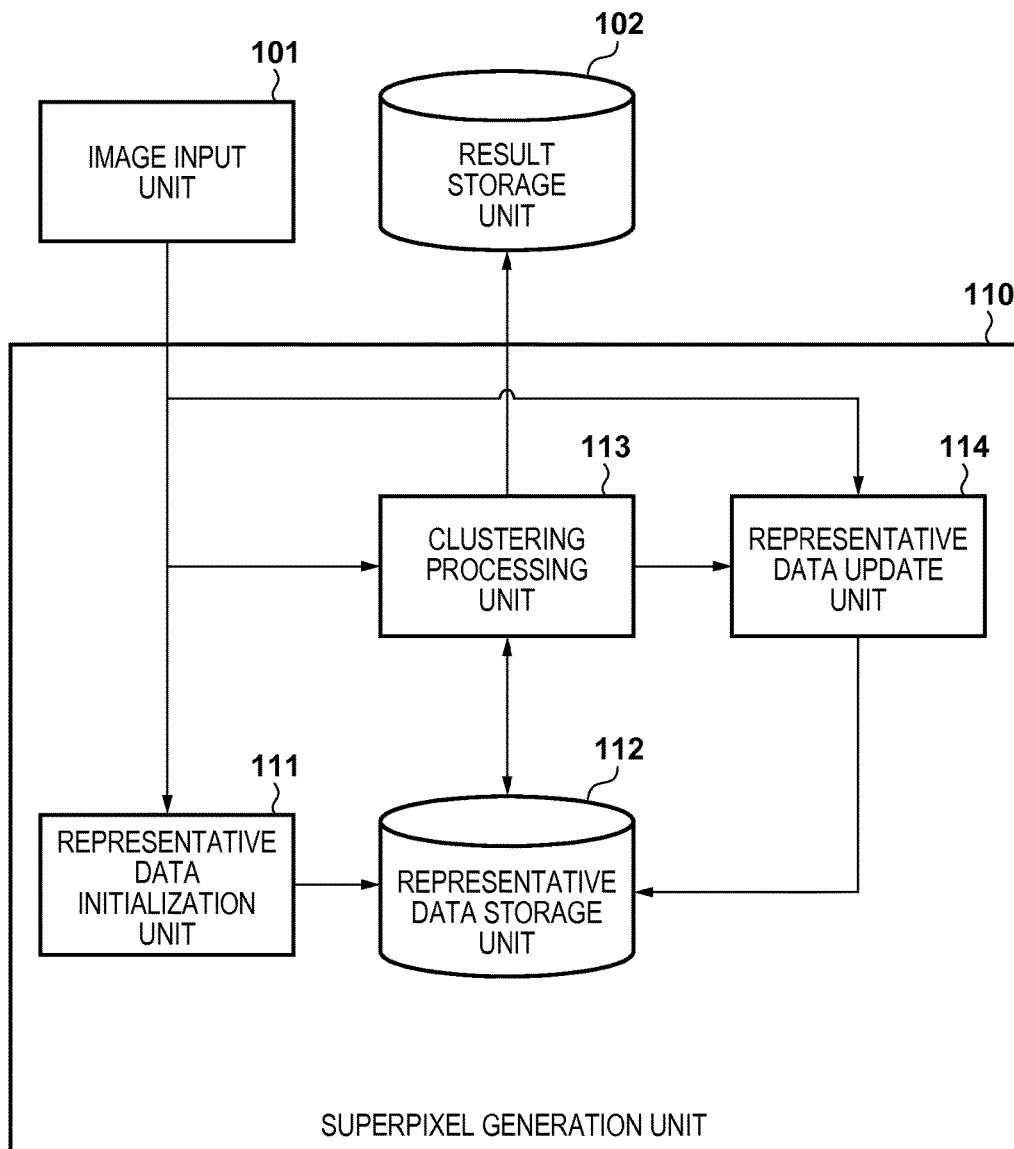 101
IMAGE INPUT
UNIT
102
RESULT
STORAGE
UNIT
110
113
CLUSTERING
PROCESSING
UNIT
114
REPRESENTATIVE
DATA UPDATE
UNIT
111
REPRESENTATIVE
DATA
INITIALIZATION
UNIT
112
REPRESENTATIVE
DATA STORAGE
UNIT
SUPERPIXEL GENERATION UNIT